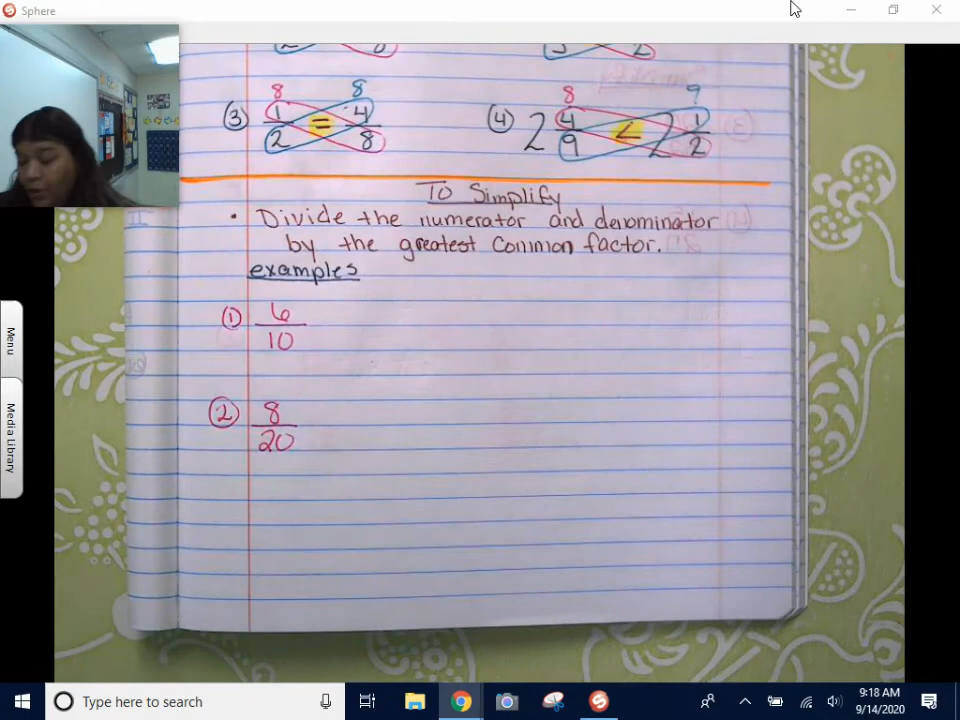 Sphere
8 8 8 9
③ 1/2 = 4/8 ④ 2 4/9 < 2 1/2
To Simplify
• Divide the numerator and denominator
by the greatest common factor.
examples
① 6/10
② 8/20
Menu
Media Library
Type here to search
9:18 AM
9/14/2020